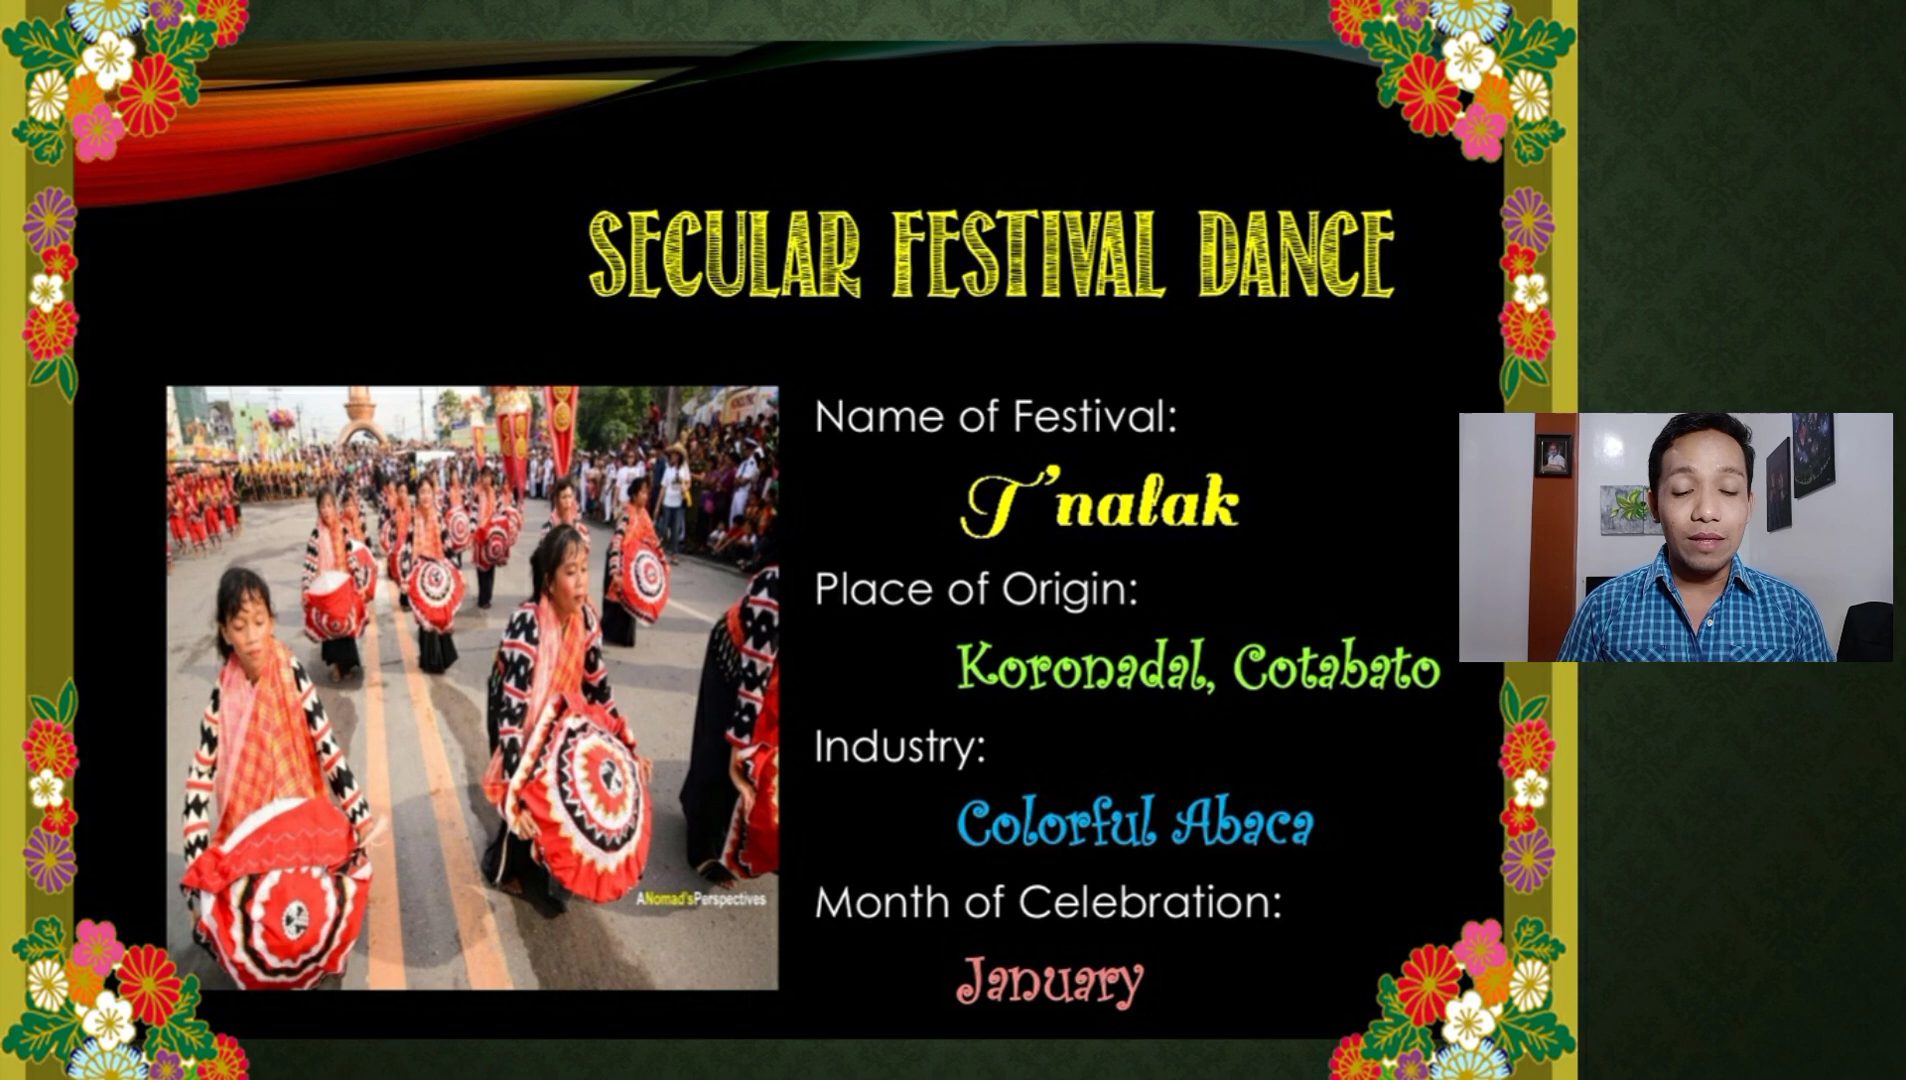 SECULAR FESTIVAL DANCE
Name of Festival:
T'nalak
Place of Origin:
Koronadal, Cotabato
Industry:
Colorful Abaca
Month of Celebration:
January
ANomad'sPerspectives